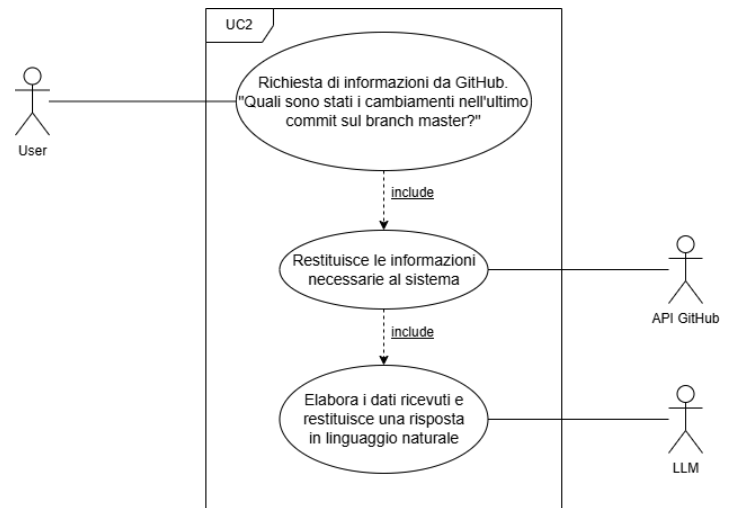 UC2
Richiesta di informazioni da GitHub.
"Quali sono stati i cambiamenti nell'ultimo
commit sul branch master?"
User
include
Restituisce le informazioni
necessarie al sistema
API GitHub
include
Elabora i dati ricevuti e
restituisce una risposta
in linguaggio naturale
LLM